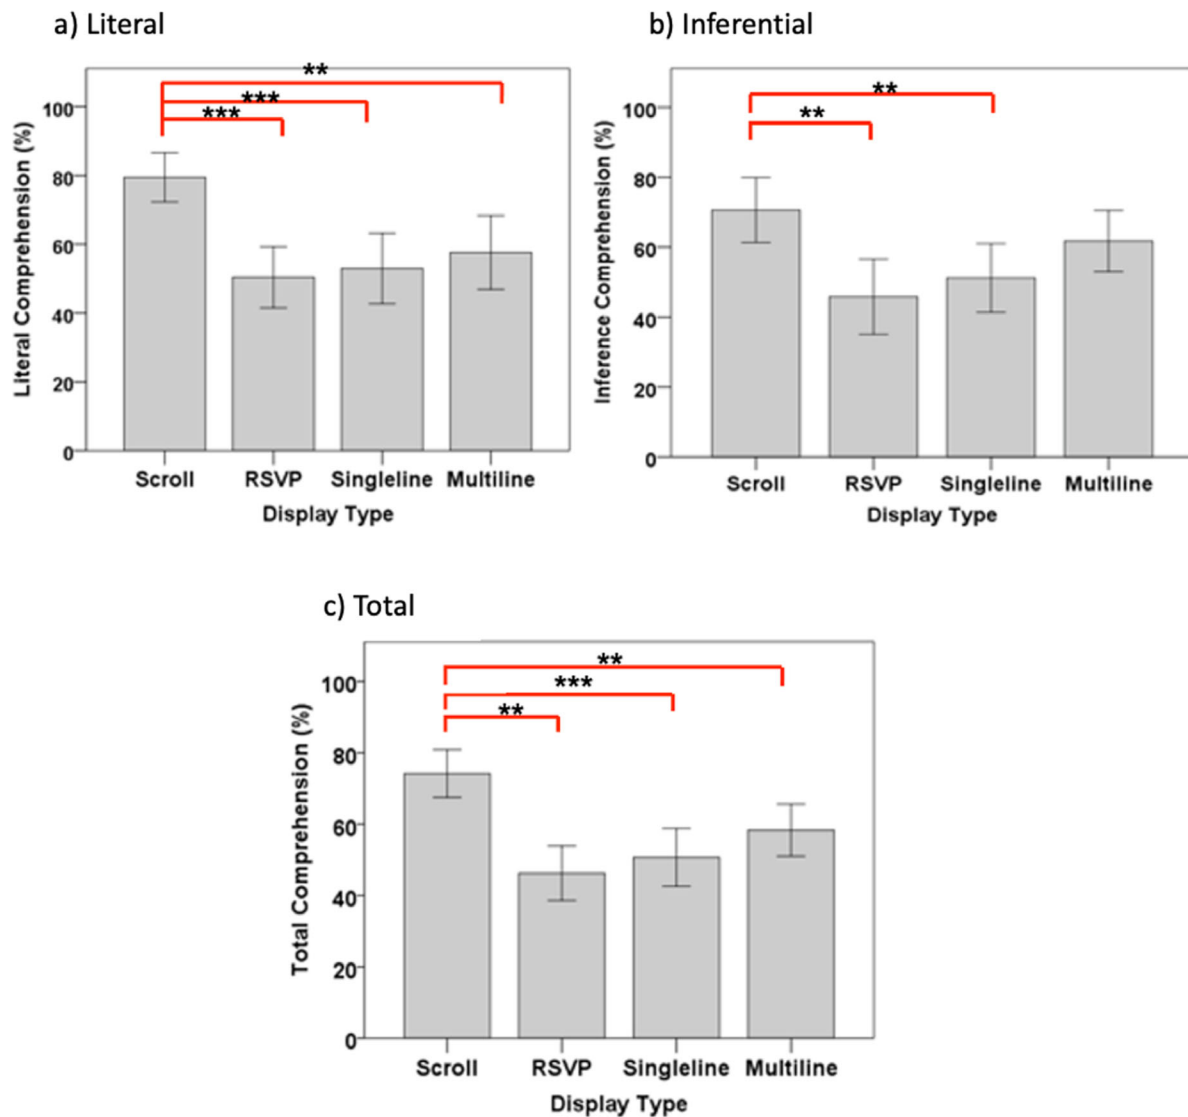 a) Literal
**
***
***
100
80
60
40
20
0
Literal Comprehension (%)
Scroll RSVP Singleline Multiline
Display Type
b) Inferential
**
**
100
80
60
40
20
0
Inference Comprehension (%)
Scroll RSVP Singleline Multiline
Display Type
c) Total
**
***
**
100
80
60
40
20
0
Total Comprehension (%)
Scroll RSVP Singleline Multiline
Display Type